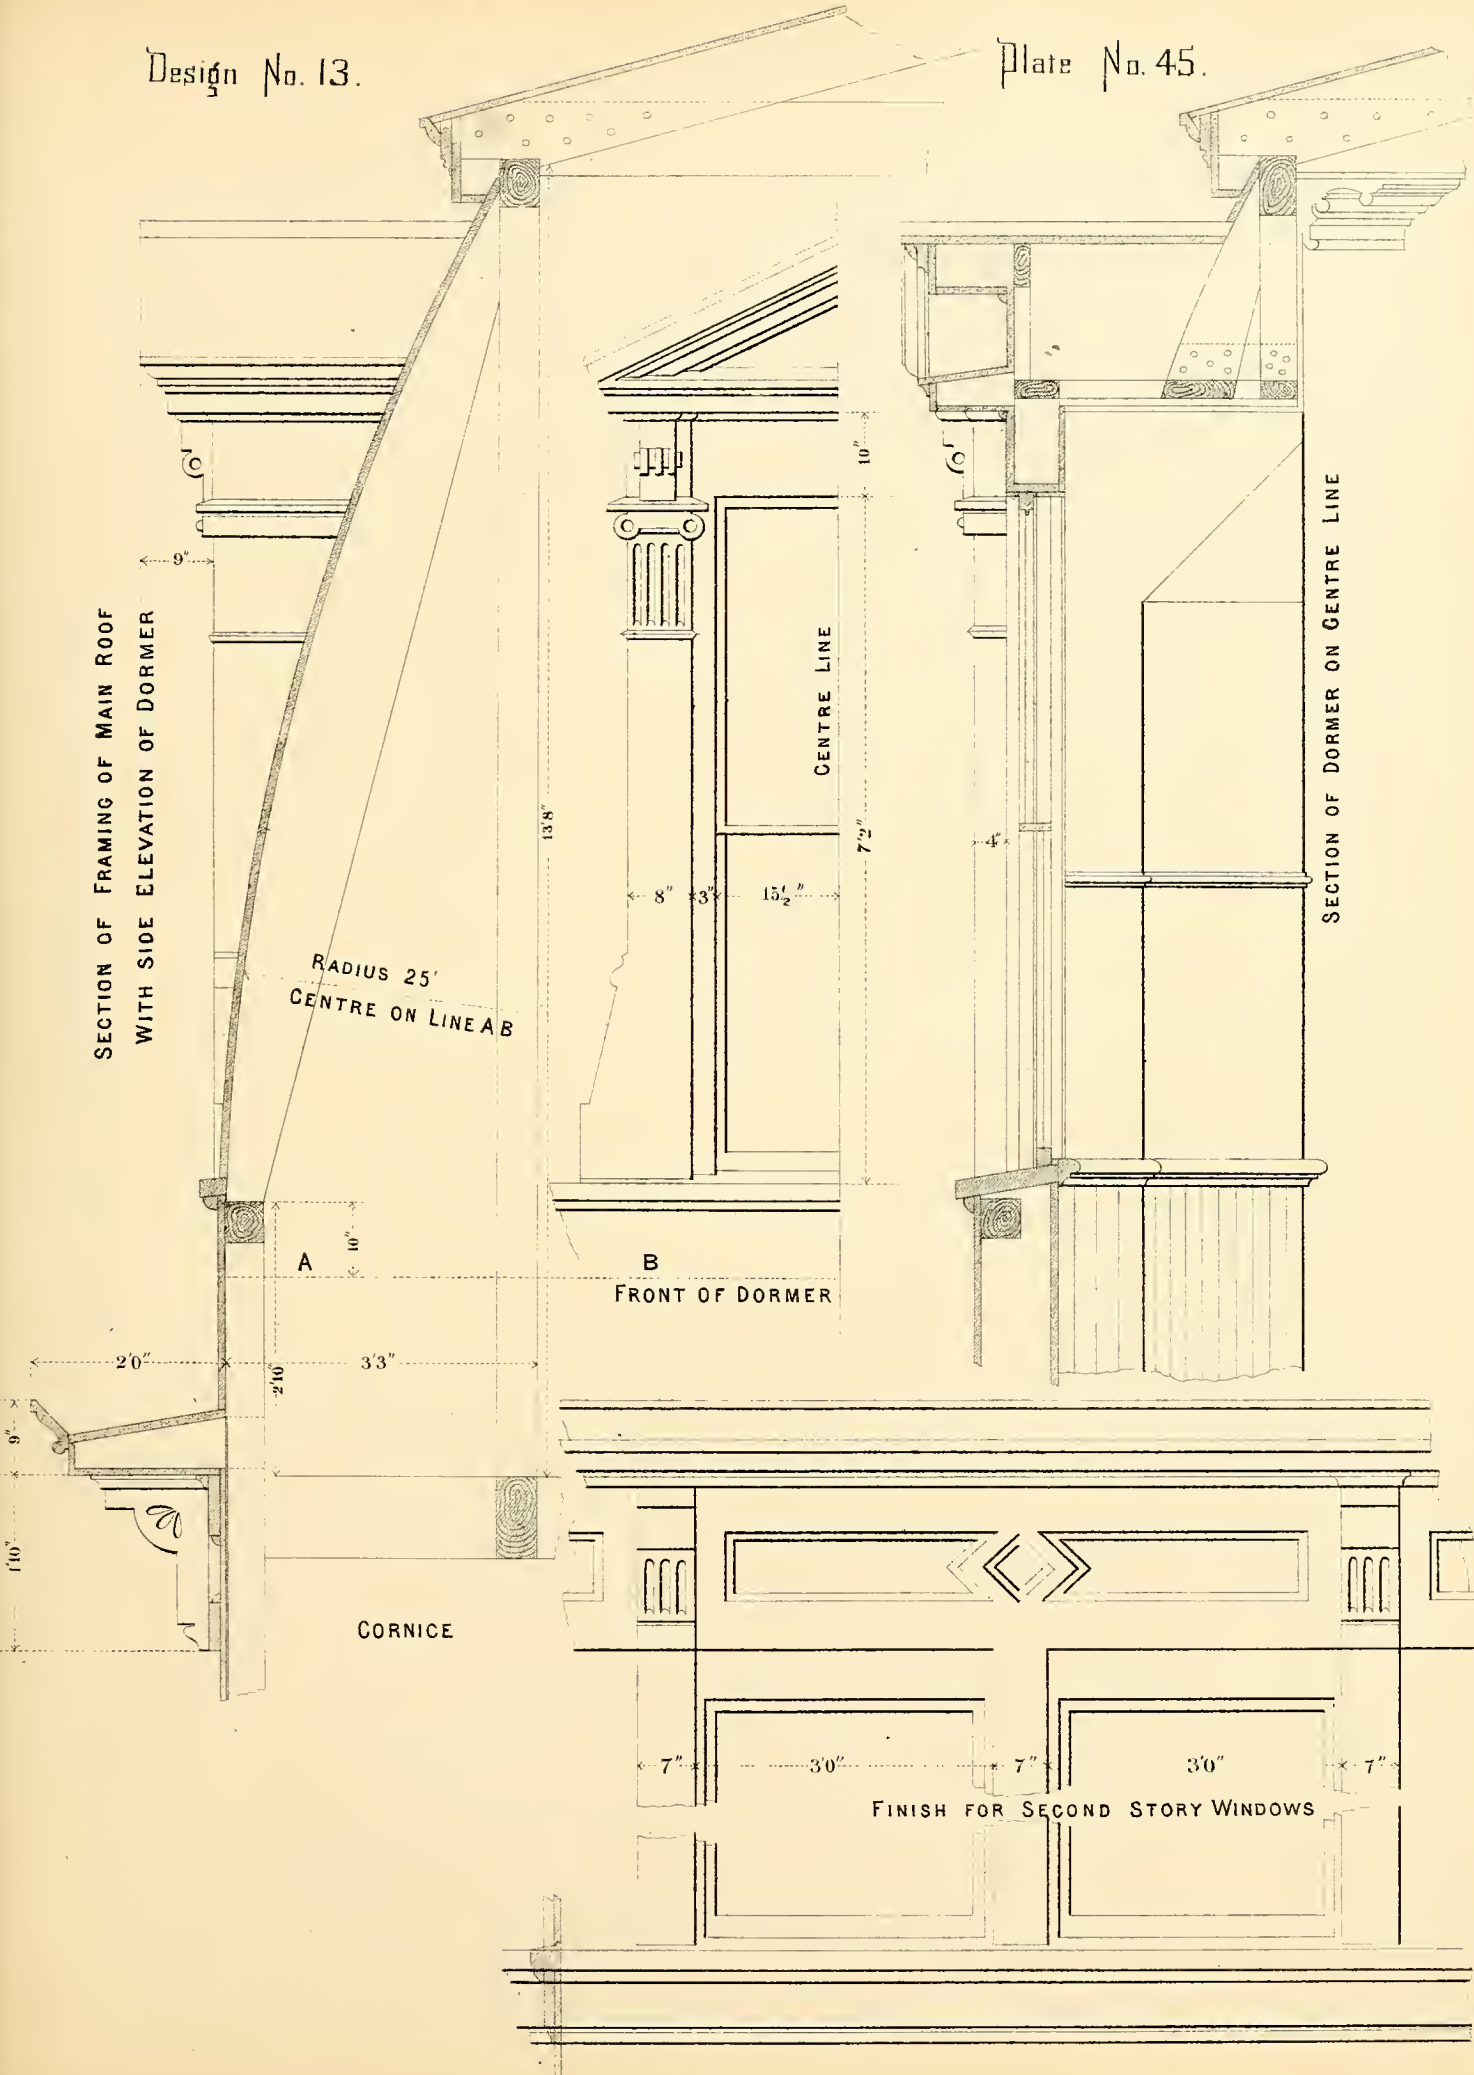 Design No. 13.
Plate No. 45.
SECTION OF FRAMING OF MAIN ROOF
WITH SIDE ELEVATION OF DORMER
9"
13'8"
RADIUS 25'
CENTRE ON LINE A B
10"
7'2"
CENTRE LINE
8" 3" 15½"
4"
SECTION OF DORMER ON CENTRE LINE
A
10"
B
FRONT OF DORMER
2'0" 3'3"
2'10
9"
1'10"
CORNICE
7" 3'0" 7" 3'0" 7"
FINISH FOR SECOND STORY WINDOWS